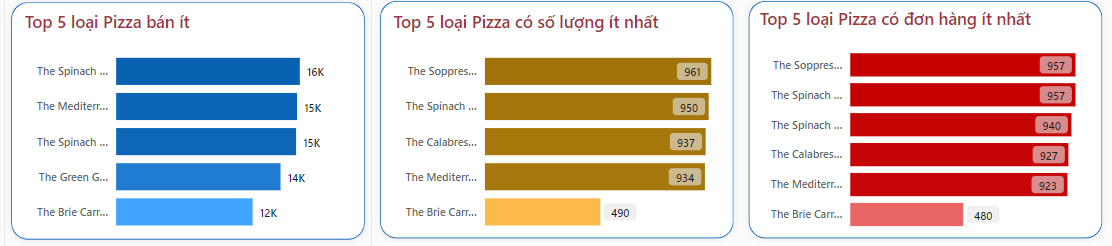 Top 5 loại Pizza bán ít
The Spinach ... 16K
The Mediterr... 15K
The Spinach ... 15K
The Green G... 14K
The Brie Carr... 12K
Top 5 loại Pizza có số lượng ít nhất
The Soppres... 961
The Spinach ... 950
The Calabres... 937
The Mediterr... 934
The Brie Carr... 490
Top 5 loại Pizza có đơn hàng ít nhất
The Soppres... 957
The Spinach ... 957
The Spinach ... 940
The Calabres... 927
The Mediterr... 923
The Brie Carr... 480